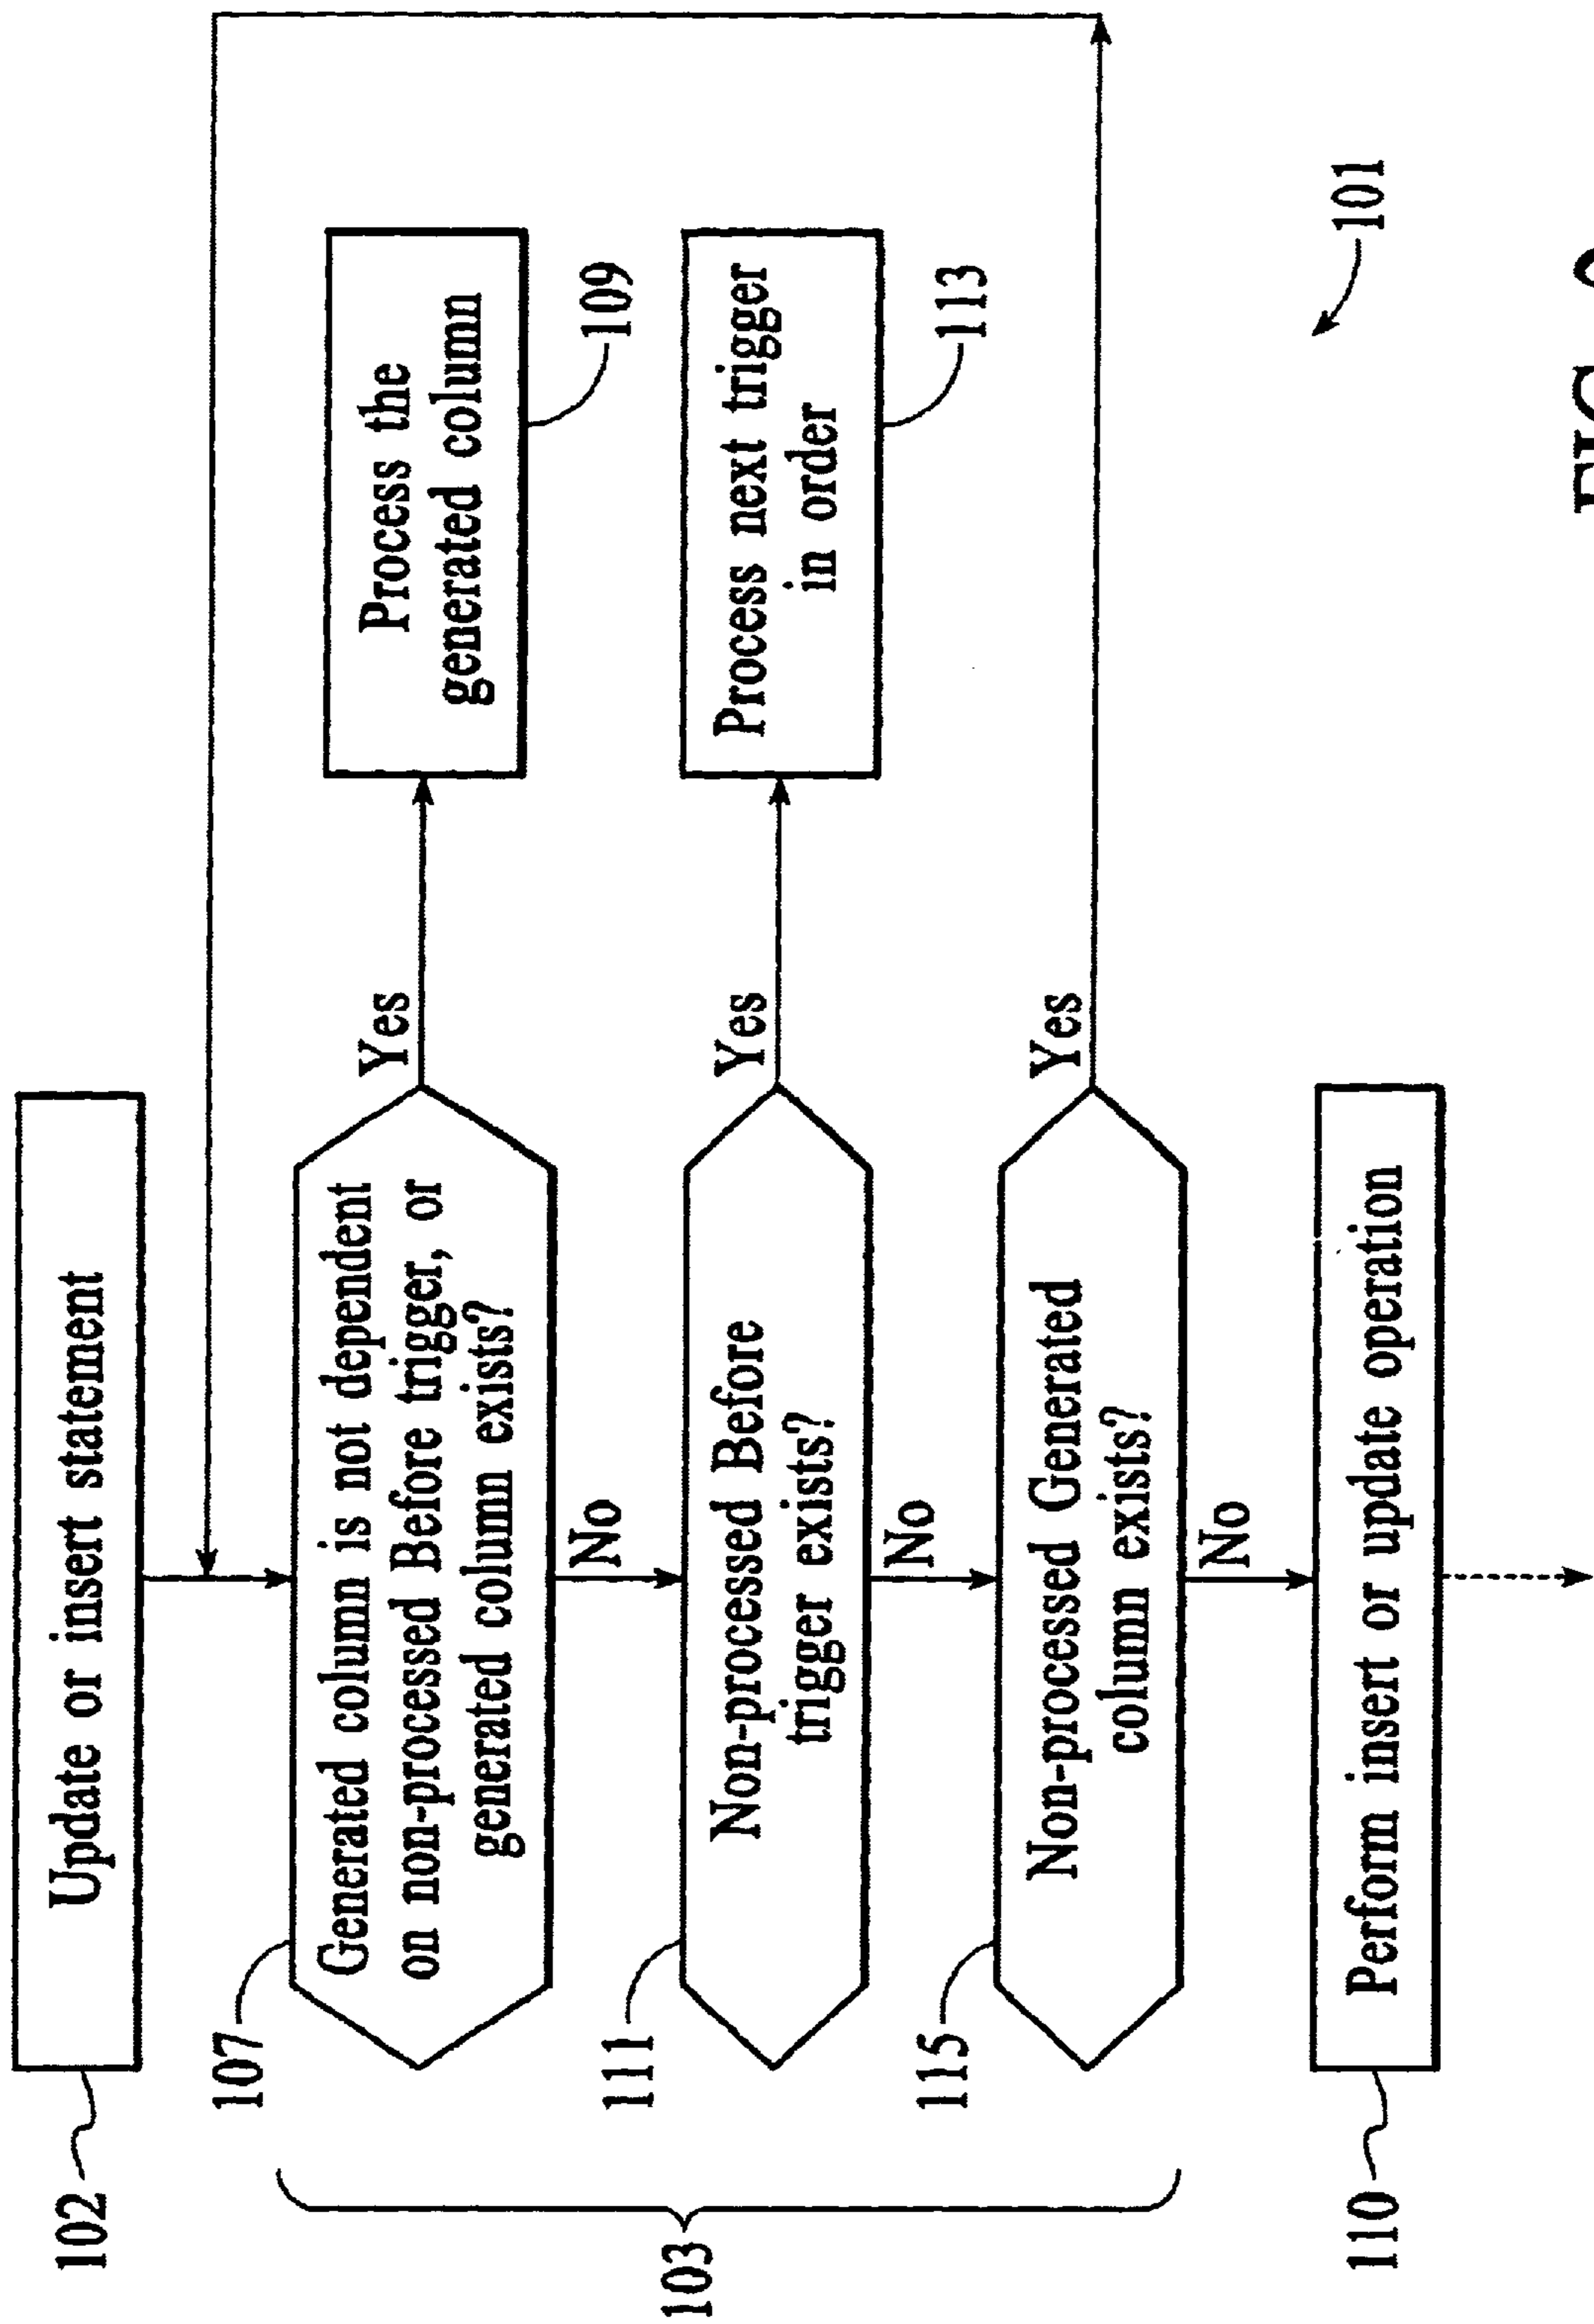 102
Update or insert statement
107
Generated column is not dependent
on non-processed Before trigger, or
generated column exists?
Yes
Process the
generated column
109
No
111
Non-processed Before
trigger exists?
Yes
Process next trigger
in order
113
No
115
Non-processed Generated
column exists?
Yes
No
103
110
Perform insert or update operation
101